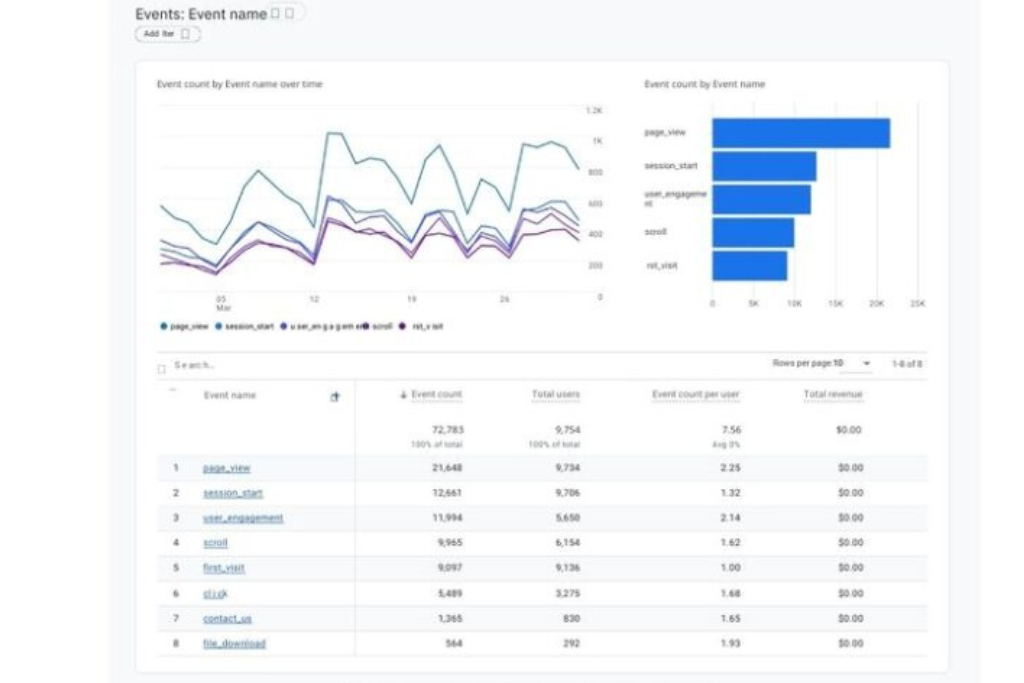 Events: Event name
Add
Event count by Event name over time
1.2K
1K
800
600
400
200
0
05
Mar
12
19
26
page_view session_start scroll
Event count by Event name
page_view
session_start
user_engageme
nt
scroll
rst_visit
0 5K 10K 15K 20K 25K
Search..
Rows per page: 10 1-8 of 8
Event name Event count Total users Event count per user Total revenue
72,783 9,754 7.56 $0.00
100% of total 100% of total Avg 0%
1 page_view 21,648 9,734 2.25 $0.00
2 session_start 12,661 9,706 1.32 $0.00
3 user_engagement 11,994 5,650 2.14 $0.00
4 scroll 9,965 6,154 1.62 $0.00
5 first_visit 9,097 9,136 1.00 $0.00
6 click 5,489 3,275 1.68 $0.00
7 contact_us 1,365 830 1.65 $0.00
8 file_download 564 292 1.93 $0.00